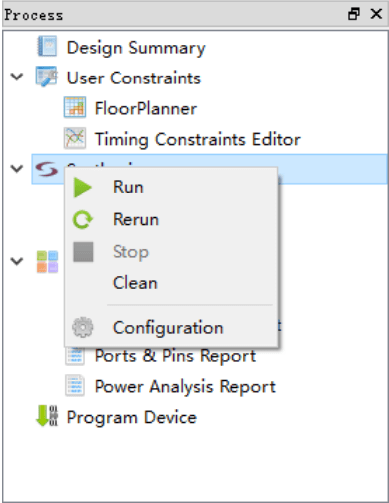 Process
Design Summary
User Constraints
FloorPlanner
Timing Constraints Editor
Run
Rerun
Stop
Clean
Configuration
Ports & Pins Report
Power Analysis Report
Program Device